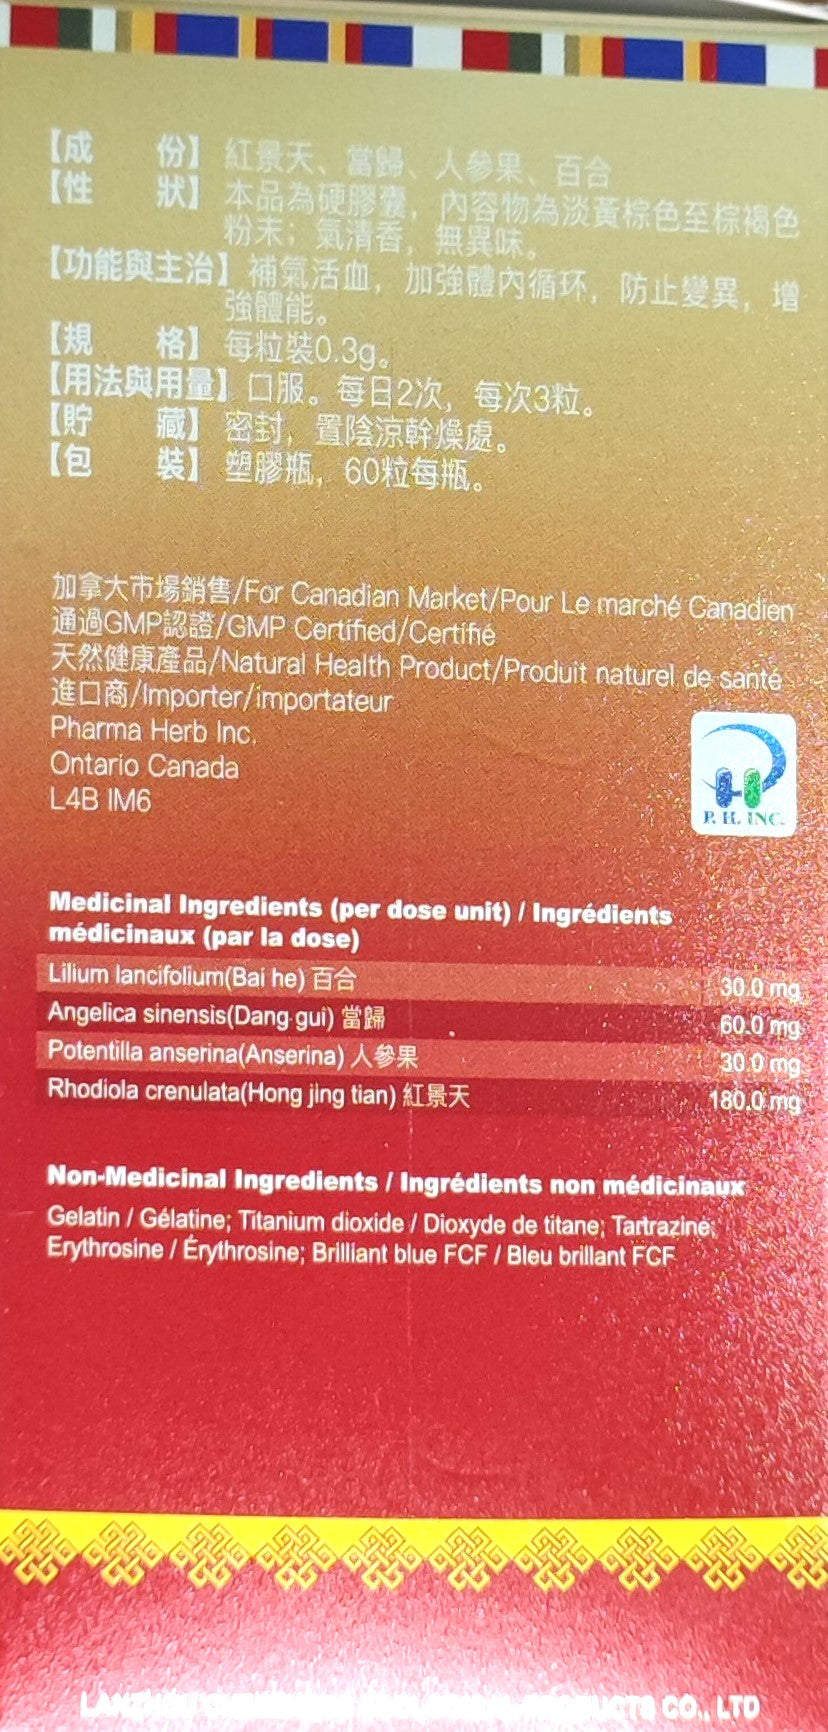 【成 份】紅景天、當歸、人參果、百合
【性 狀】本品為硬膠囊，內容物為淡黃棕色至棕褐色
粉末；氣清香，無異味。
【功能與主治】補氣活血，加強體內循环，防止變異，增
強體能。
【規 格】每粒裝0.3g。
【用法與用量】口服。每日2次，每次3粒。
【貯 藏】密封，置陰涼幹燥處。
【包 裝】塑膠瓶，60粒每瓶。
加拿大市場銷售/For Canadian Market/Pour Le marché Canadien
通過GMP認證/GMP Certified/Certifié
天然健康產品/Natural Health Product/Produit naturel de santé
進口商/Importer/importateur
Pharma Herb Inc.
Ontario Canada
L4B IM6
P. H. INC.
Medicinal Ingredients (per dose unit) / Ingrédients
médicinaux (par la dose)
Lilium lancifolium(Bai he) 百合 30.0 mg
Angelica sinensis(Dang gui) 當歸 60.0 mg
Potentilla anserina(Anserina) 人參果 30.0 mg
Rhodiola crenulata(Hong jing tian) 紅景天 180.0 mg
Non-Medicinal Ingredients / Ingrédients non médicinaux
Gelatin / Gélatine; Titanium dioxide / Dioxyde de titane; Tartrazine;
Erythrosine / Érythrosine; Brilliant blue FCF / Bleu brillant FCF
CO., LTD